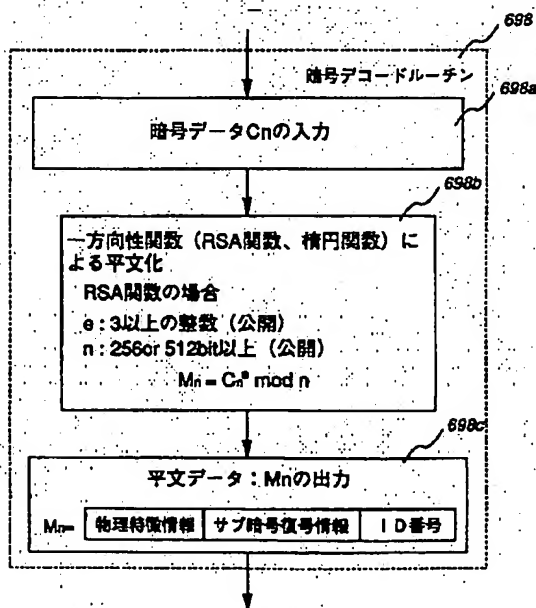 698
暗号デコードルーチン
698a
暗号データCnの入力
698b
一方向性関数（RSA関数、楕円関数）に
よる平文化
RSA関数の場合
e：3以上の整数（公開）
n：256or 512bit以上（公開）
Mn = Cnᵉ mod n
698c
平文データ：Mnの出力
Mn= 物理特徴情報 サブ暗号復号情報 ID番号